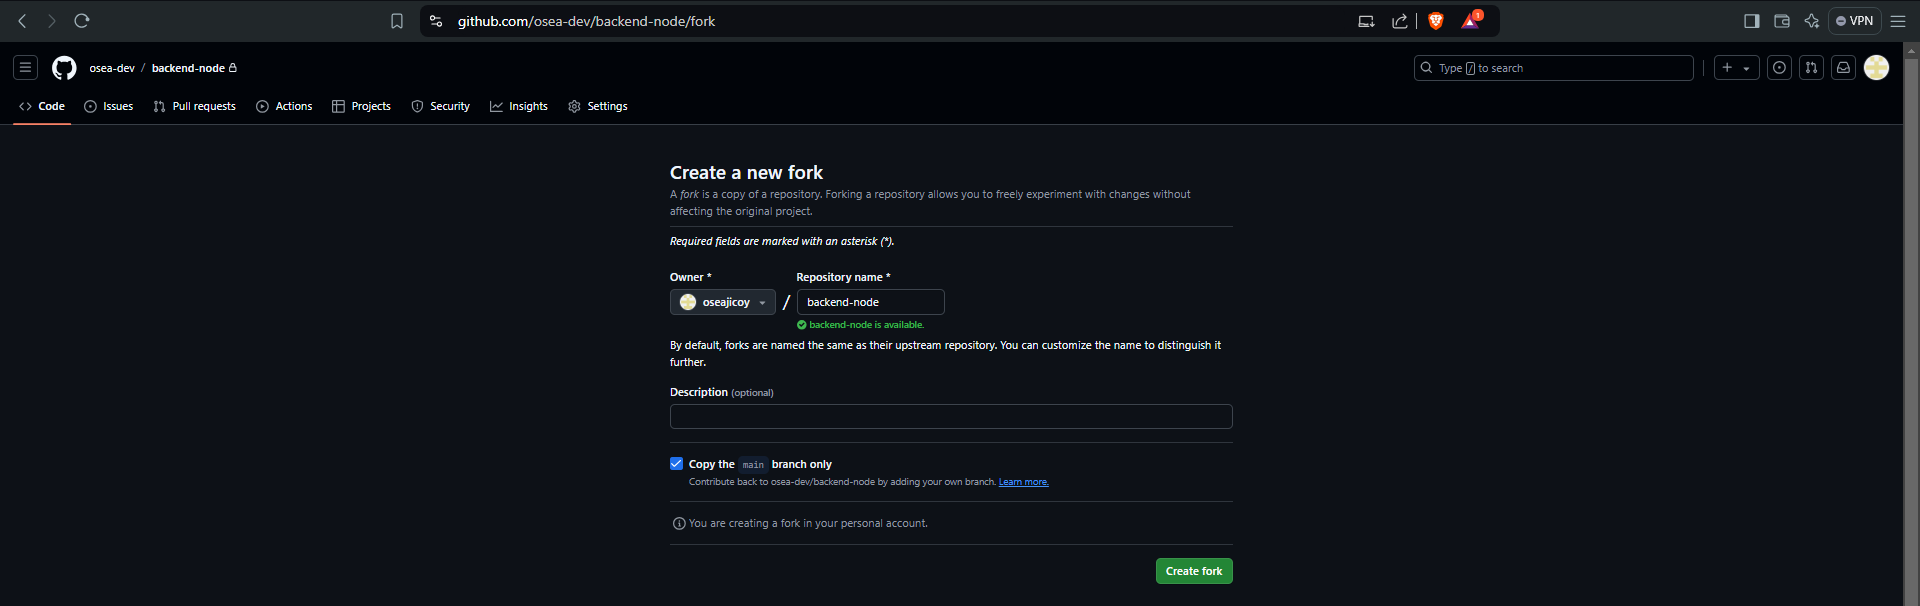 github.com/osea-dev/backend-node/fork
1
VPN
osea-dev / backend-node
Type / to search
Code Issues Pull requests Actions Projects Security Insights Settings
Create a new fork
A fork is a copy of a repository. Forking a repository allows you to freely experiment with changes without
affecting the original project.
Required fields are marked with an asterisk (*).
Owner * Repository name *
oseajicoy / backend-node
backend-node is available.
By default, forks are named the same as their upstream repository. You can customize the name to distinguish it
further.
Description (optional)
Copy the main branch only
Contribute back to osea-dev/backend-node by adding your own branch. Learn more.
You are creating a fork in your personal account.
Create fork